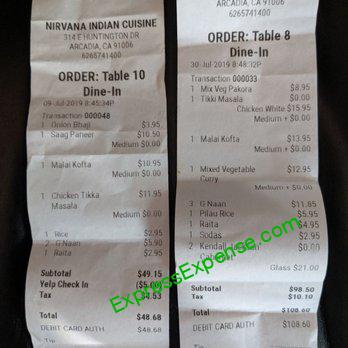 NIRVANA INDIAN CUISINE
314 E HUNTINGTON DR
ARCADIA, CA 91006
6265741400
ORDER: Table 10
Dine-In
09-Jul-2019 8:45:34P
Transaction 000048
1 Onion Bhaji $3.95
1 Saag Paneer $10.50
Medium $0.00
1 Malai Kofta $10.95
Medium $0.00
1 Chicken Tikka $11.95
Masala
Medium $0.00
1 Rice $2.95
2 G Naan $5.90
1 Raita $2.95
Subtotal $49.15
Yelp Check In ($5.00)
Tax $4.53
Total $48.68
DEBIT CARD AUTH $48.68
Tip
ARCADIA, CA 91006
6265741400
ORDER: Table 8
Dine-In
30-Jul-2019
Transaction 000033
1 Mix Veg Pakora $8.95
1 Tikki Masala $0.00
Chicken White $15.95
Medium + $0.00
1 Malai Kofta $13.95
Medium + $0.00
1 Mixed Vegetable $12.95
Curry
Medium + $0.00
3 G Naan $11.85
1 Pilau Rice $5.95
1 Raita $4.95
1 Sodas $2.95
2 Kendall $0.00
Glass $21.00
Subtotal $98.50
Tax $10.10
Total $108.60
DEBIT CARD AUTH $108.60
Tip
ExpressExpense.com